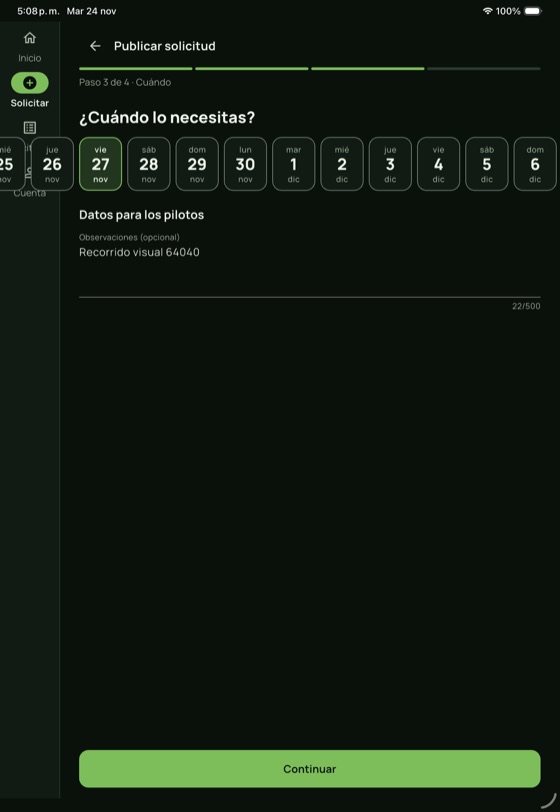 5:08 p. m. Mar 24 nov
100%
Inicio
Solicitar
Cuenta
Publicar solicitud
Paso 3 de 4 · Cuándo
¿Cuándo lo necesitas?
mié 25 nov
jue 26 nov
vie 27 nov
sáb 28 nov
dom 29 nov
lun 30 nov
mar 1 dic
mié 2 dic
jue 3 dic
vie 4 dic
sáb 5 dic
dom 6 dic
Datos para los pilotos
Observaciones (opcional)
Recorrido visual 64040
22/500
Continuar